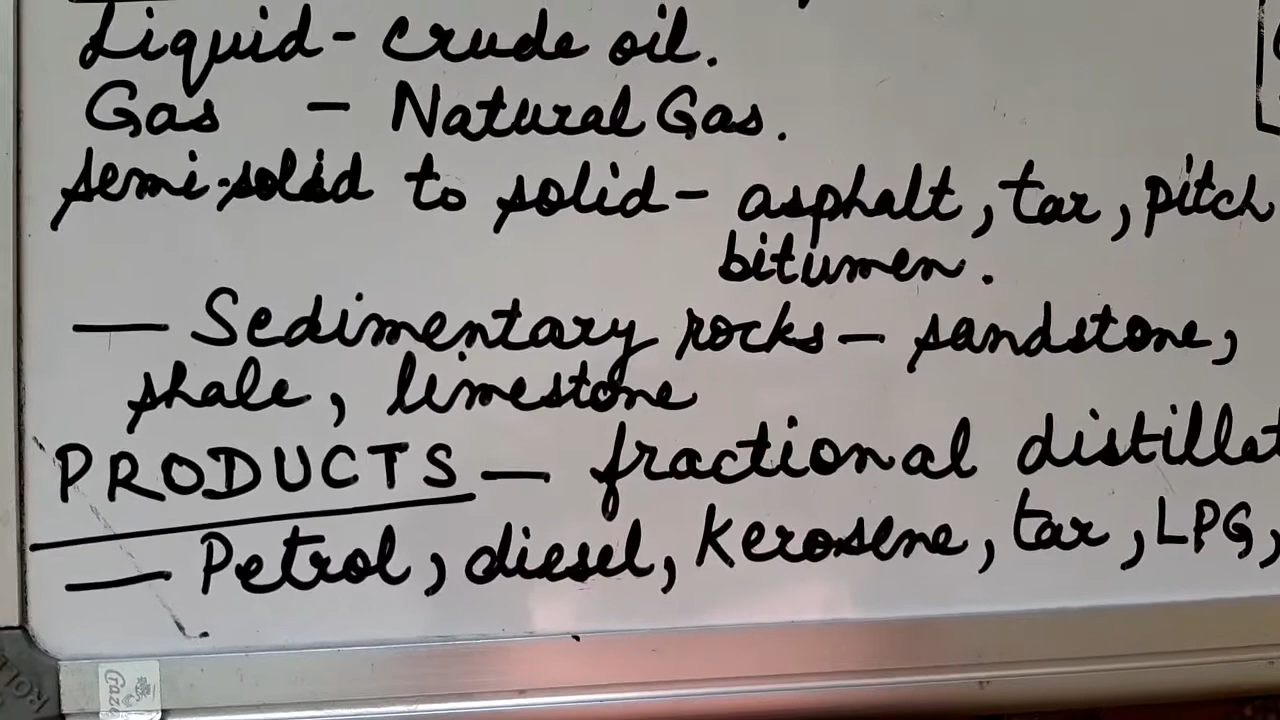 Liquid - crude oil.
Gas - Natural Gas.
semi-solid to solid - asphalt, tar, pitch
bitumen.
— Sedimentary rocks - sandstone,
shale, limestone
PRODUCTS — fractional distillat
— Petrol, diesel, Kerosene, tar, LPG,